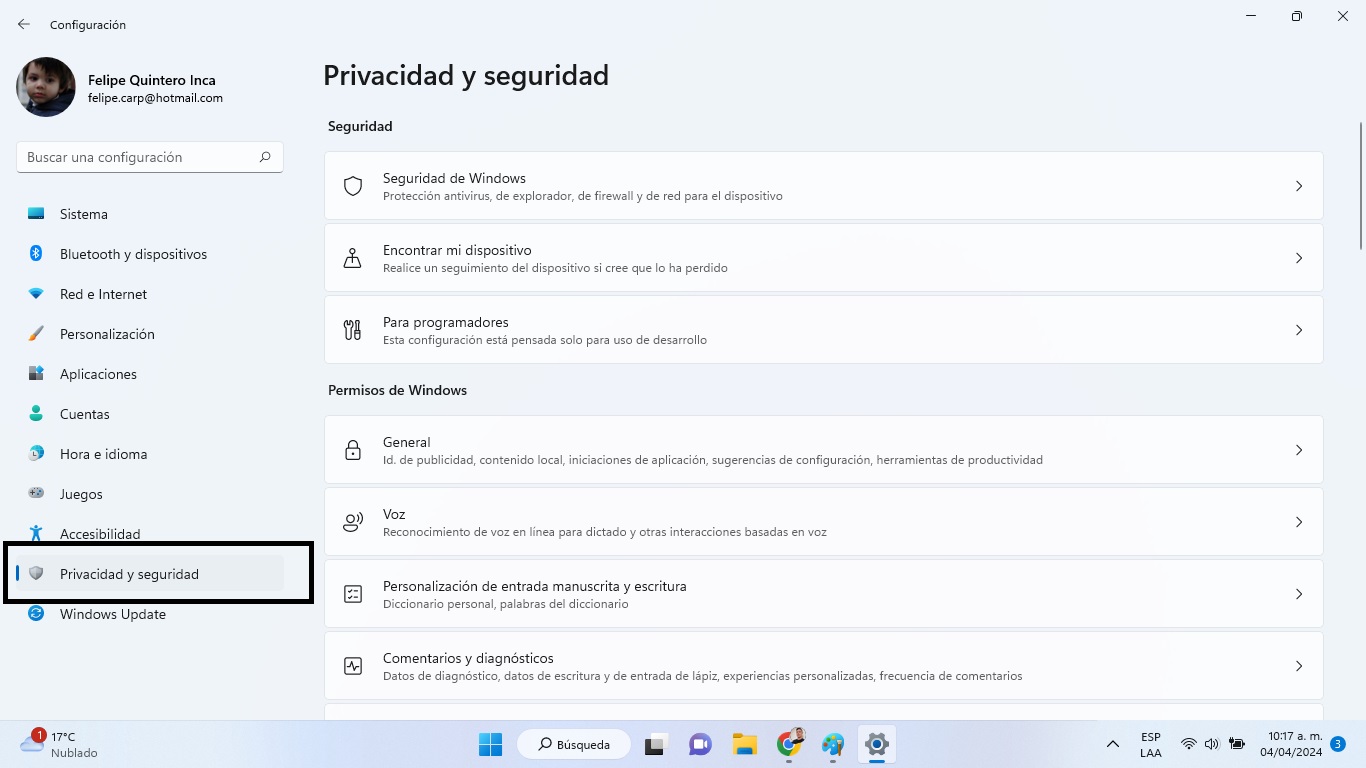 Configuración
Felipe Quintero Inca
felipe.carp@hotmail.com
Buscar una configuración
Sistema
Bluetooth y dispositivos
Red e Internet
Personalización
Aplicaciones
Cuentas
Hora e idioma
Juegos
Accesibilidad
Privacidad y seguridad
Windows Update
Privacidad y seguridad
Seguridad
Seguridad de Windows
Protección antivirus, de explorador, de firewall y de red para el dispositivo
Encontrar mi dispositivo
Realice un seguimiento del dispositivo si cree que lo ha perdido
Para programadores
Esta configuración está pensada solo para uso de desarrollo
Permisos de Windows
General
Id. de publicidad, contenido local, iniciaciones de aplicación, sugerencias de configuración, herramientas de productividad
Voz
Reconocimiento de voz en línea para dictado y otras interacciones basadas en voz
Personalización de entrada manuscrita y escritura
Diccionario personal, palabras del diccionario
Comentarios y diagnósticos
Datos de diagnóstico, datos de escritura y de entrada de lápiz, experiencias personalizadas, frecuencia de comentarios
1
17°C
Nublado
Búsqueda
ESP
LAA
10:17 a. m.
04/04/2024
3